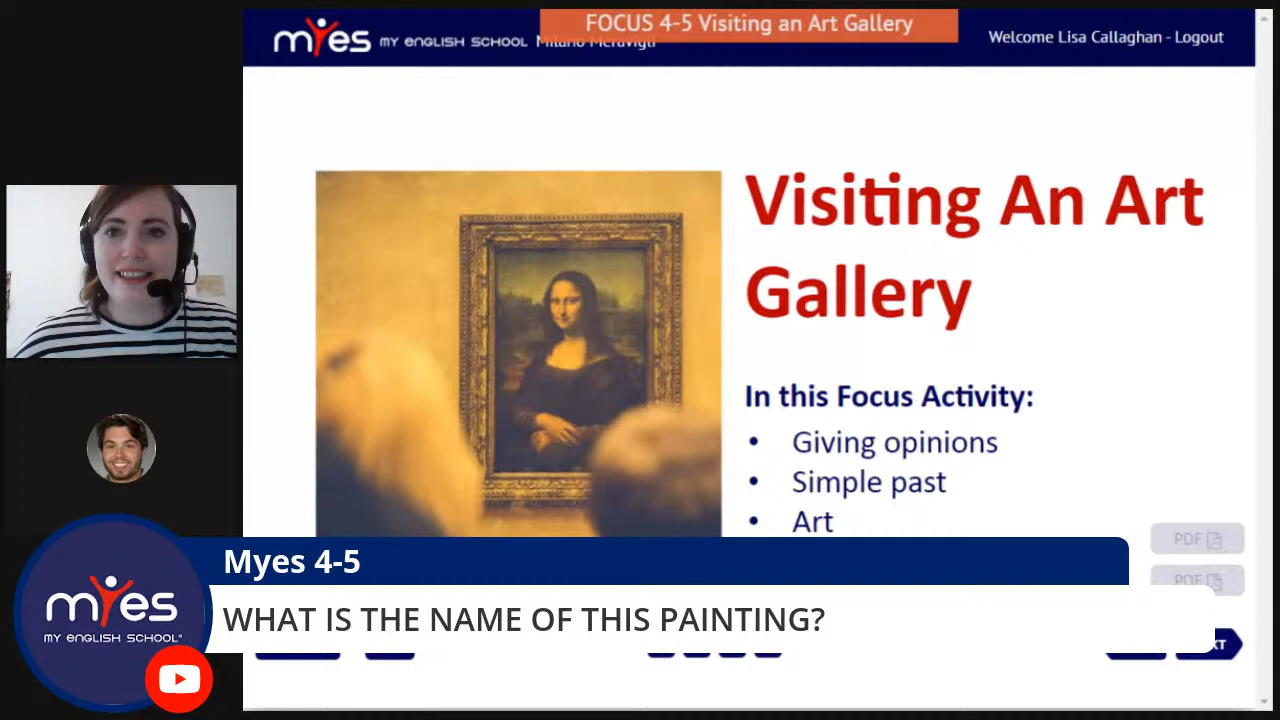 FOCUS 4-5 Visiting an Art Gallery
myes MY ENGLISH SCHOOL Milano Meravigli
Welcome Lisa Callaghan - Logout
Visiting An Art
Gallery
In this Focus Activity:
• Giving opinions
• Simple past
• Art
PDF
PDF
Myes 4-5
WHAT IS THE NAME OF THIS PAINTING?
myes
MY ENGLISH SCHOOL®